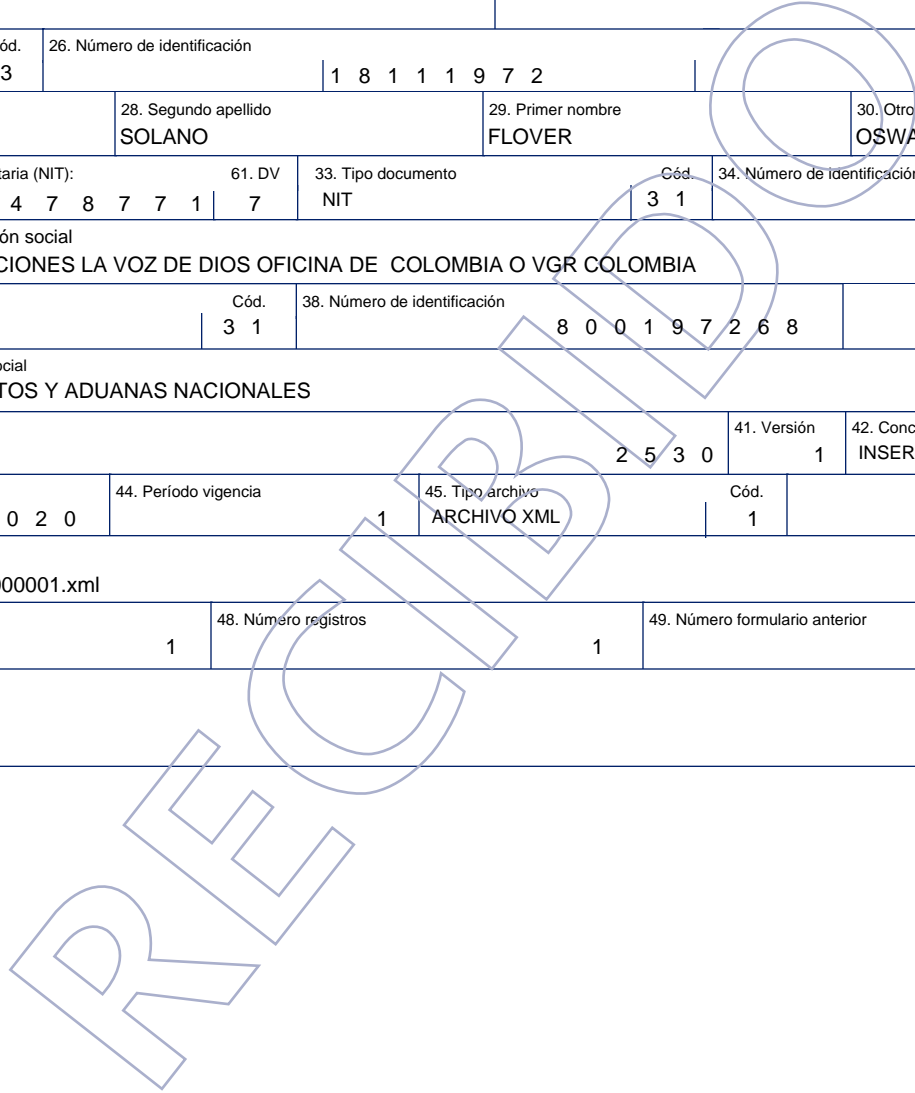 ód. 26. Número de identificación
3 1 8 1 1 1 9 7 2
28. Segundo apellido 29. Primer nombre 30. Otro
SOLANO FLOVER OSWA
taria (NIT): 61. DV 33. Tipo documento Cód. 34. Número de identificación
4 7 8 7 7 1 7 NIT 3 1
ón social
CIONES LA VOZ DE DIOS OFICINA DE COLOMBIA O VGR COLOMBIA
Cód. 38. Número de identificación
3 1 8 0 0 1 9 7 2 6 8
ocial
TOS Y ADUANAS NACIONALES
41. Versión 42. Conc
2 5 3 0 1 INSER
44. Período vigencia 45. Tipo archivo Cód.
0 2 0 1 ARCHIVO XML 1
000001.xml
48. Número registros 49. Número formulario anterior
1 1
RECIBIDO